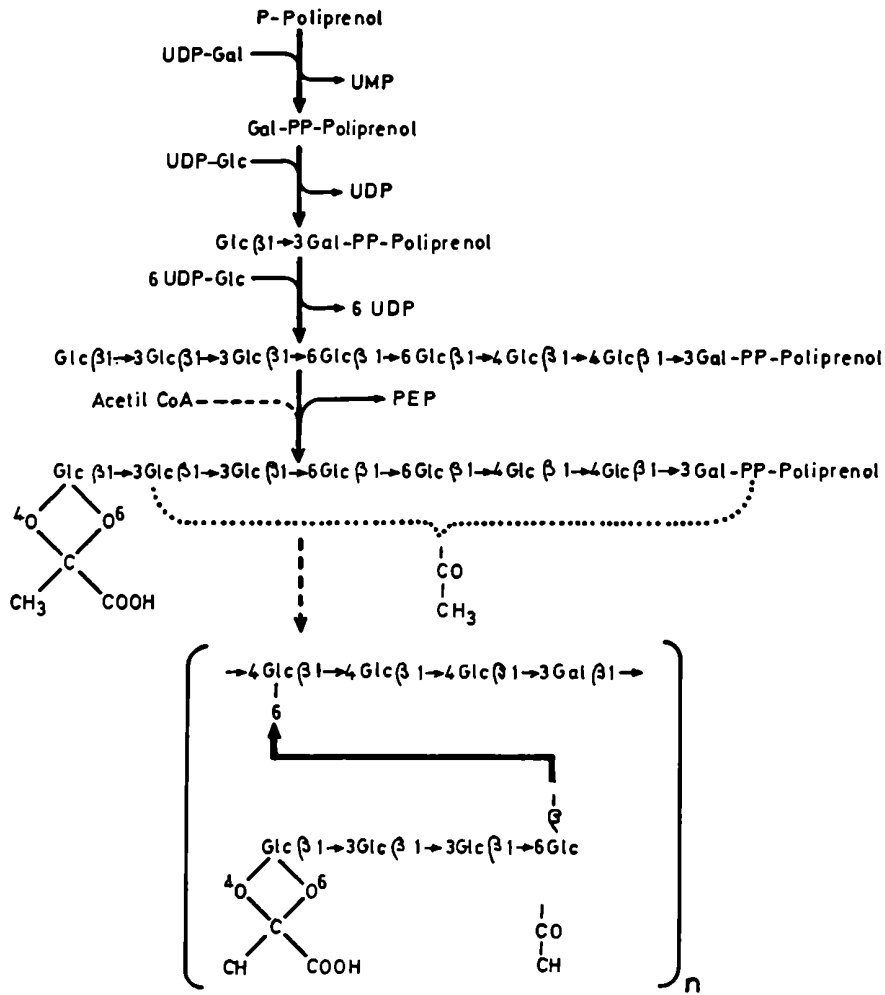 P-Poliprenol
UDP-Gal
UMP
Gal-PP-Poliprenol
UDP-Glc
UDP
Glcβ1→3Gal-PP-Poliprenol
6 UDP-Glc
6 UDP
Glcβ1→3Glcβ1→3Glcβ1→6Glcβ1→6Glcβ1→4Glcβ1→4Glcβ1→3Gal-PP-Poliprenol
Acetil CoA
PEP
Glcβ1→3Glcβ1→3Glcβ1→6Glcβ1→6Glcβ1→4Glcβ1→4Glcβ1→3Gal-PP-Poliprenol
4O O6
C
CH3 COOH
CO
CH3
→4Glcβ1→4Glcβ1→4Glcβ1→3Galβ1→
6
β
Glcβ1→3Glcβ1→3Glcβ1→6Glc
4O O6
C
CH COOH
CO
CH
n